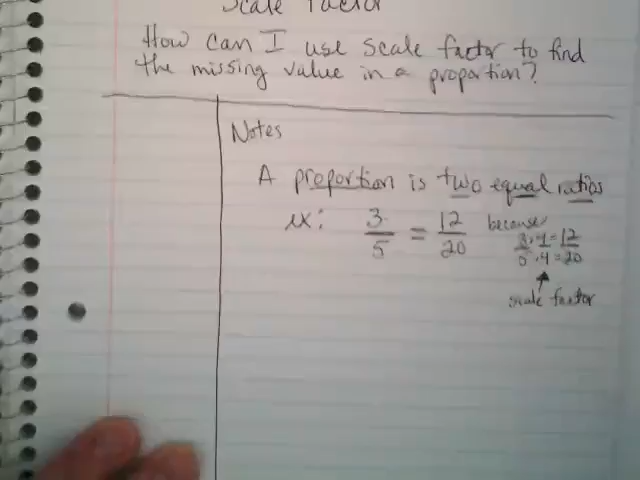 Scale Factor
How can I use scale factor to find
the missing value in a proportion?
Notes
A proportion is two equal ratios
ex: 3/5 = 12/20 because
3 · 4 = 12
5 · 4 = 20
scale factor